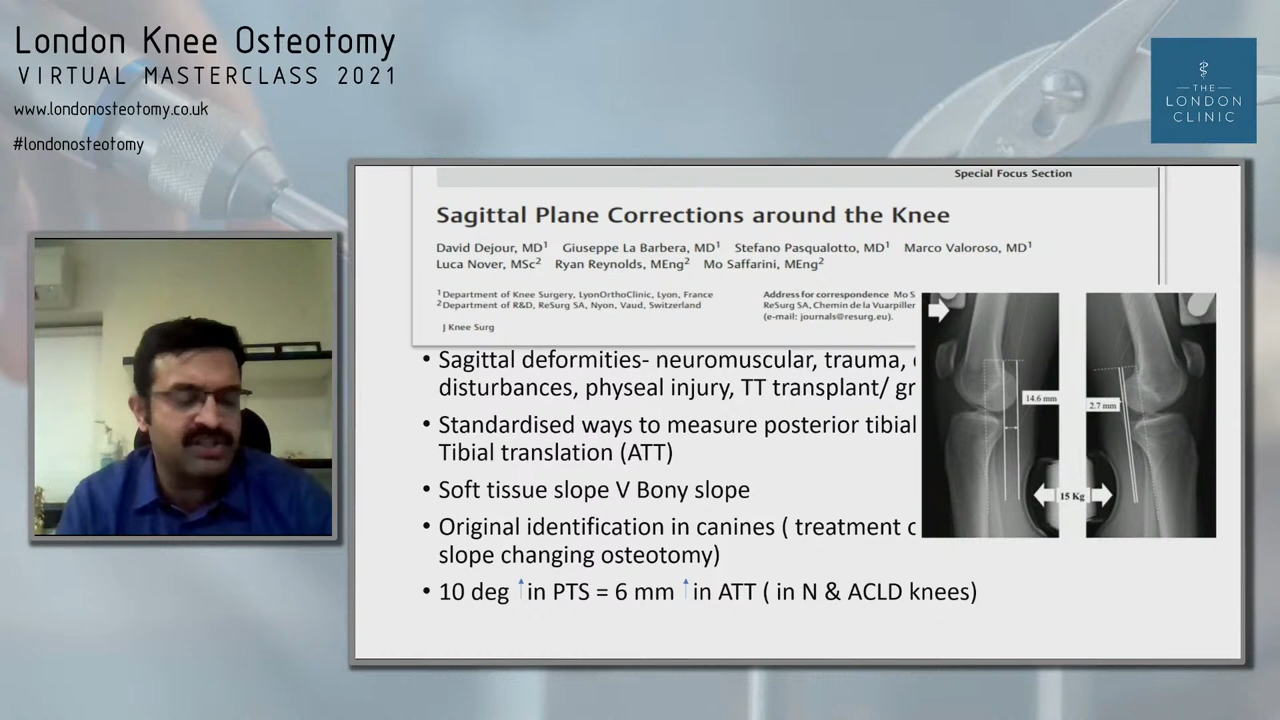 London Knee Osteotomy
VIRTUAL MASTERCLASS 2021
www.londonosteotomy.co.uk
#londonosteotomy
THE
LONDON
CLINIC
Special Focus Section
Sagittal Plane Corrections around the Knee
David Dejour, MD1 Giuseppe La Barbera, MD1 Stefano Pasqualotto, MD1 Marco Valoroso, MD1
Luca Nover, MSc2 Ryan Reynolds, MEng2 Mo Saffarini, MEng2
1 Department of Knee Surgery, LyonOrthoClinic, Lyon, France
2 Department of R&D, ReSurg SA, Nyon, Vaud, Switzerland
Address for correspondence Mo S
ReSurg SA, Chemin de la Vuarpiller
(e-mail: journals@resurg.eu).
J Knee Surg
• Sagittal deformities- neuromuscular, trauma,
disturbances, physeal injury, TT transplant/ gr
• Standardised ways to measure posterior tibial
Tibial translation (ATT)
• Soft tissue slope V Bony slope
• Original identification in canines ( treatment
slope changing osteotomy)
• 10 deg ↑in PTS = 6 mm ↑in ATT ( in N & ACLD knees)
14.6 mm
2.7 mm
15 Kg